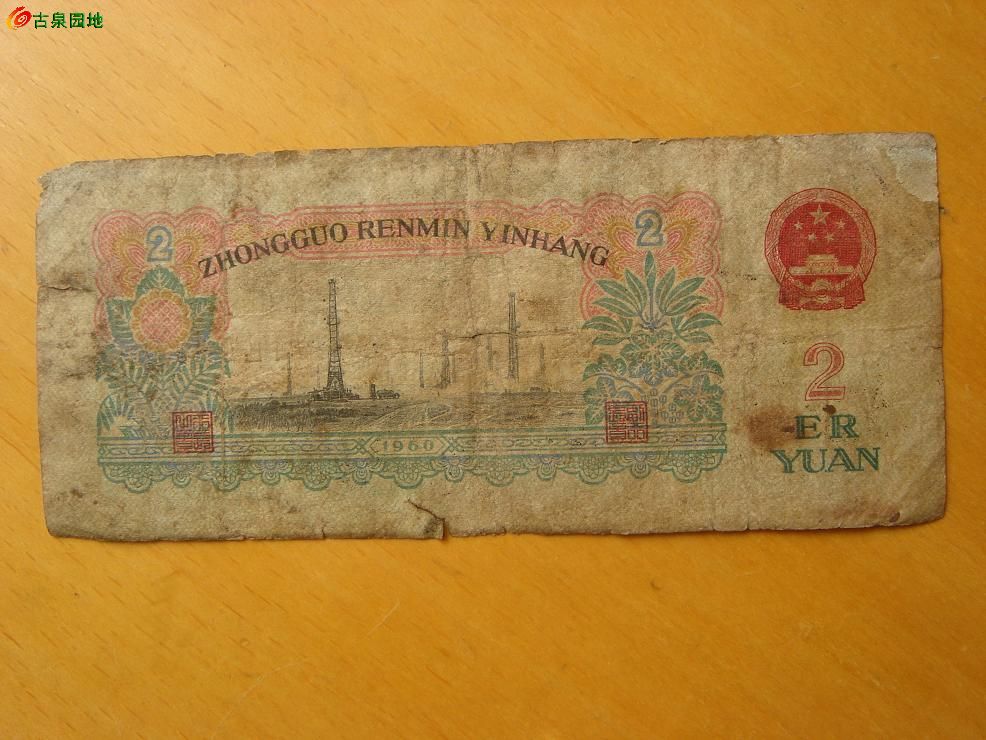 古泉园地
ZHONGGUO RENMIN YINHANG
2
2
2
1960
ER
YUAN